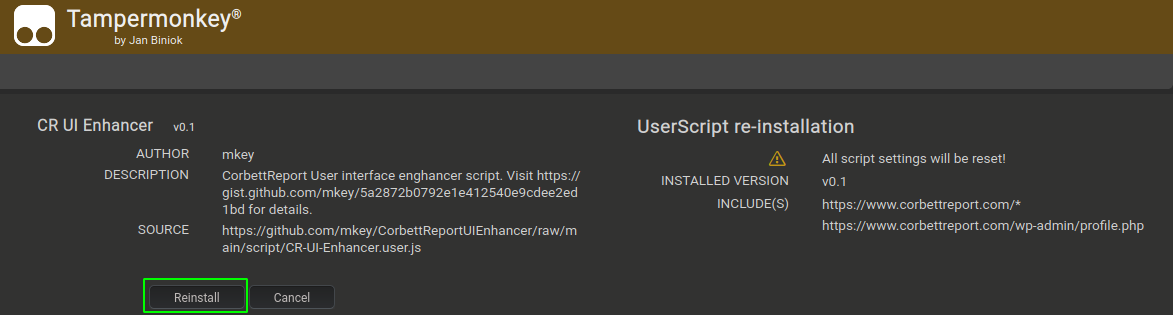 Tampermonkey®
by Jan Biniok
CR UI Enhancer v0.1
AUTHOR mkey
DESCRIPTION CorbettReport User interface enghancer script. Visit https://
gist.github.com/mkey/5a2872b0792e1e412540e9cdee2ed
1bd for details.
SOURCE https://github.com/mkey/CorbettReportUIEnhancer/raw/m
ain/script/CR-UI-Enhancer.user.js
Reinstall Cancel
UserScript re-installation
All script settings will be reset!
INSTALLED VERSION v0.1
INCLUDE(S) https://www.corbettreport.com/*
https://www.corbettreport.com/wp-admin/profile.php